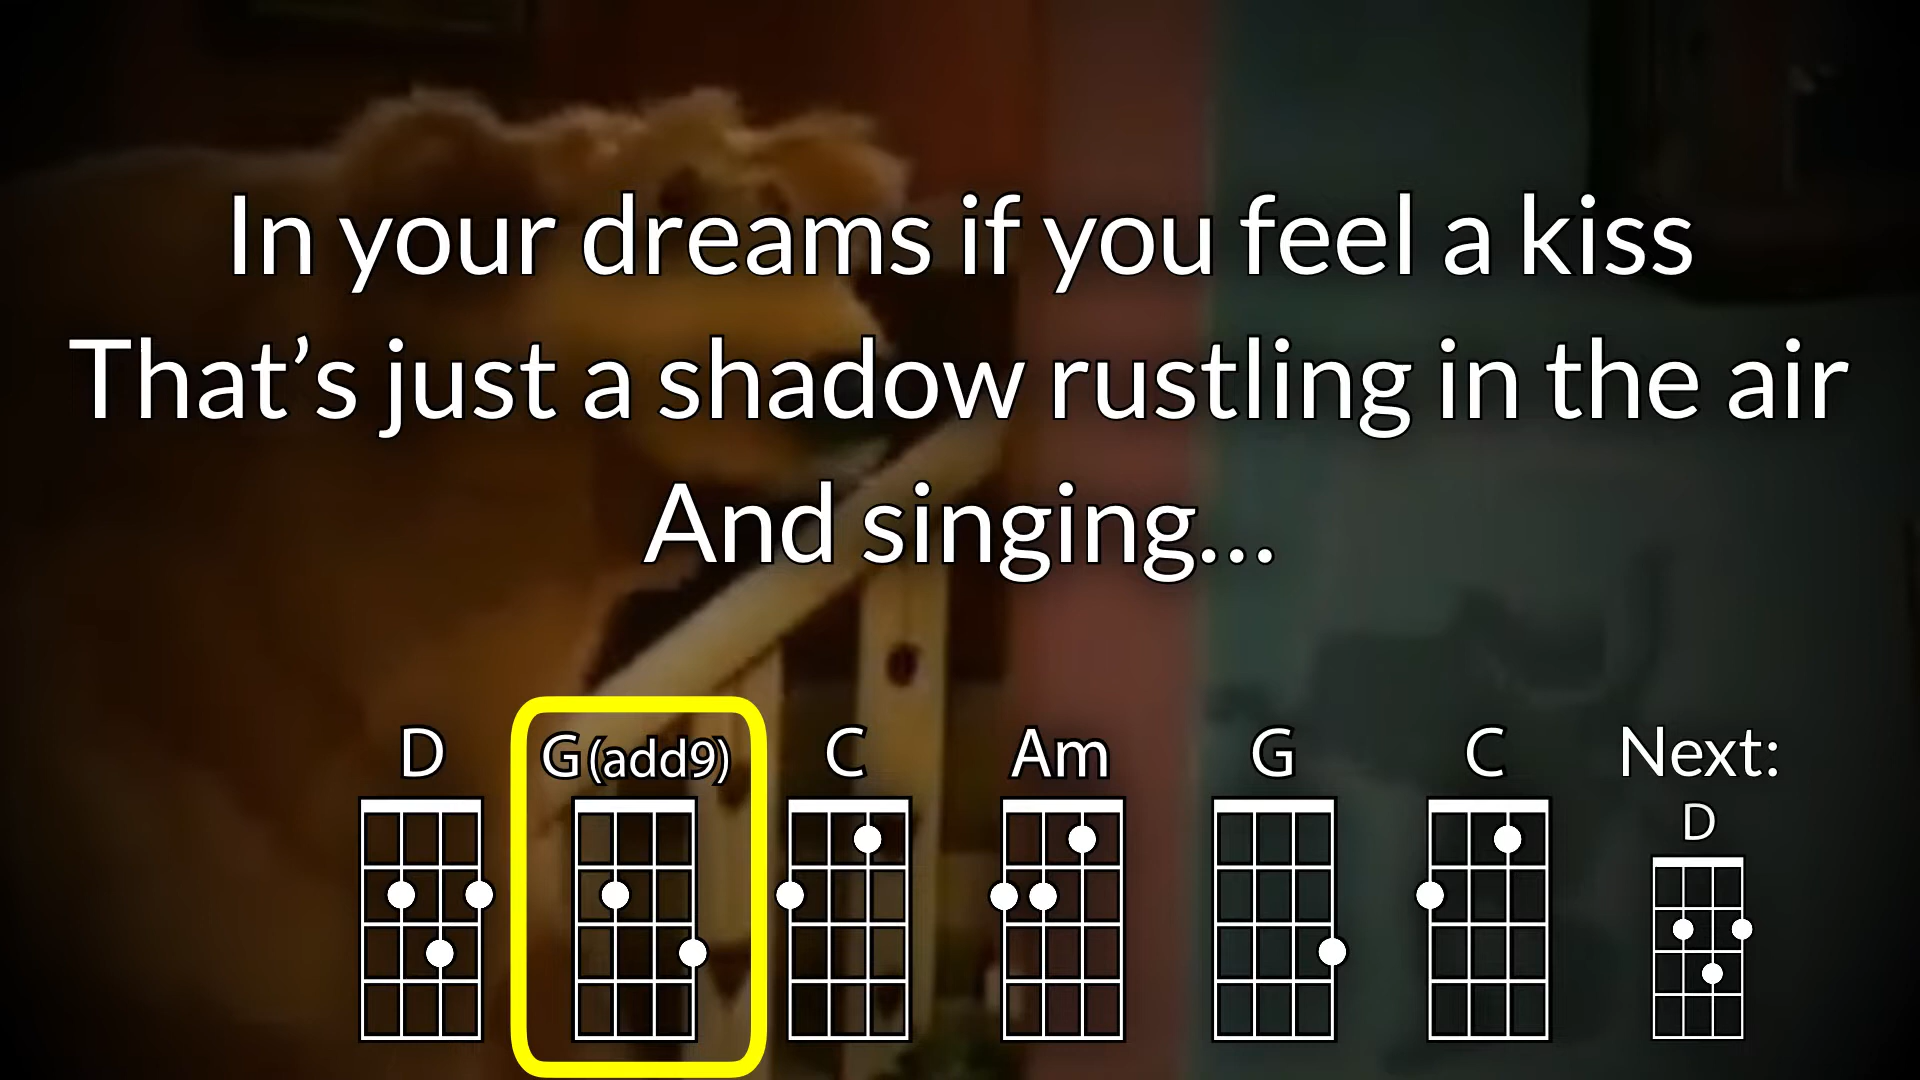 In your dreams if you feel a kiss
That’s just a shadow rustling in the air
And singing...
D G(add9) C Am G C Next:
D